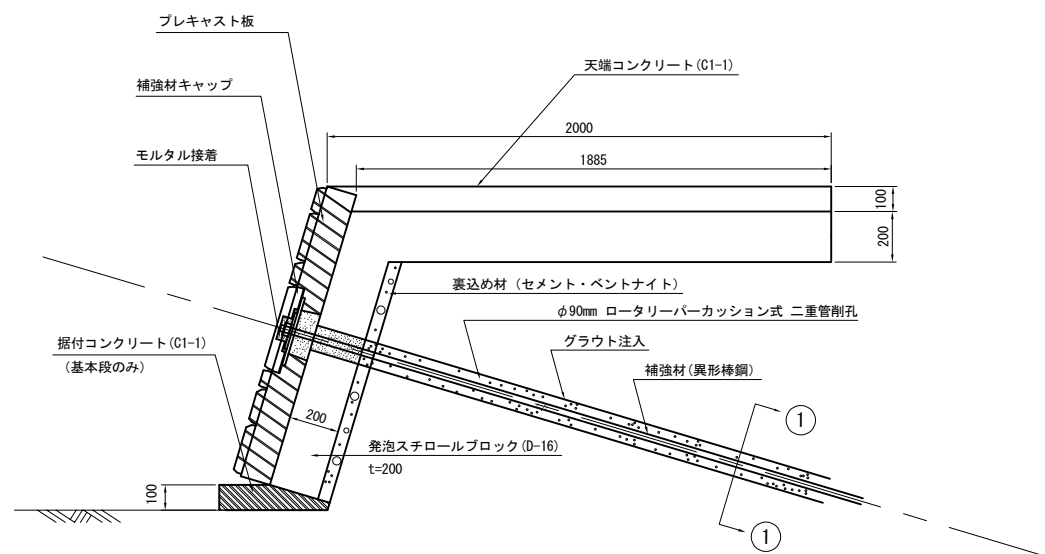 プレキャスト板
天端コンクリート(C1-1)
補強材キャップ
2000
モルタル接着
1885
100
200
裏込め材 (セメント・ベントナイト)
φ90mm ロータリーパーカッション式 二重管削孔
据付コンクリート(C1-1)
(基本段のみ)
グラウト注入
補強材(異形棒鋼)
200
1
発泡スチロールブロック(D-16)
t=200
100
1